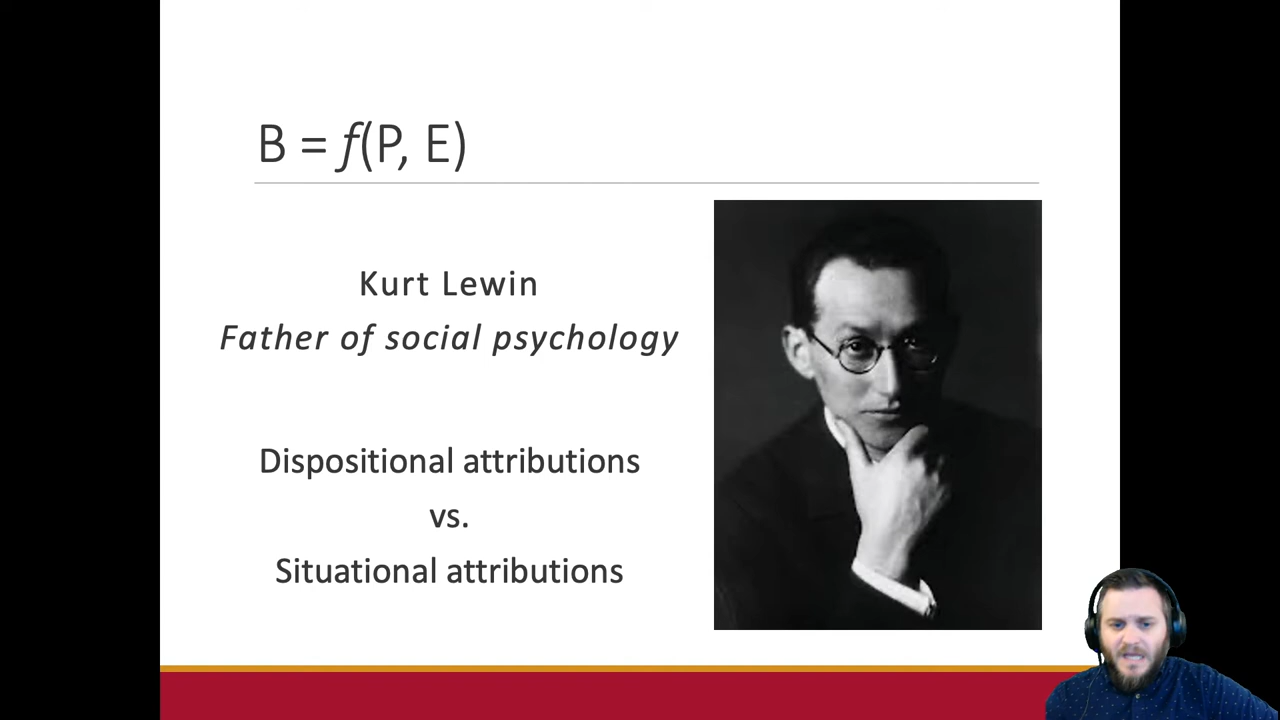 B = f(P, E)
Kurt Lewin
Father of social psychology
Dispositional attributions
vs.
Situational attributions